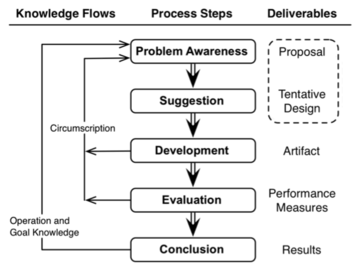 Knowledge Flows Process Steps Deliverables
Problem Awareness Proposal
Suggestion Tentative
Design
Circumscription
Development Artifact
Evaluation Performance
Measures
Operation and
Goal Knowledge
Conclusion Results